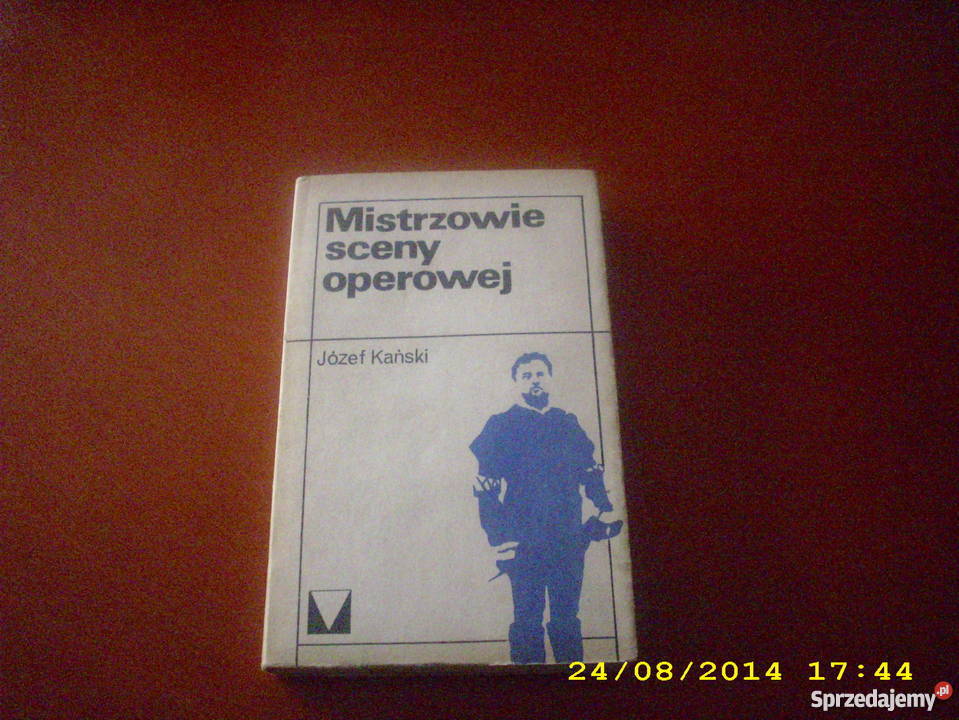 Mistrzowie
sceny
operowej
Józef Kański
24/08/2014 17:44
Sprzedajemy.pl